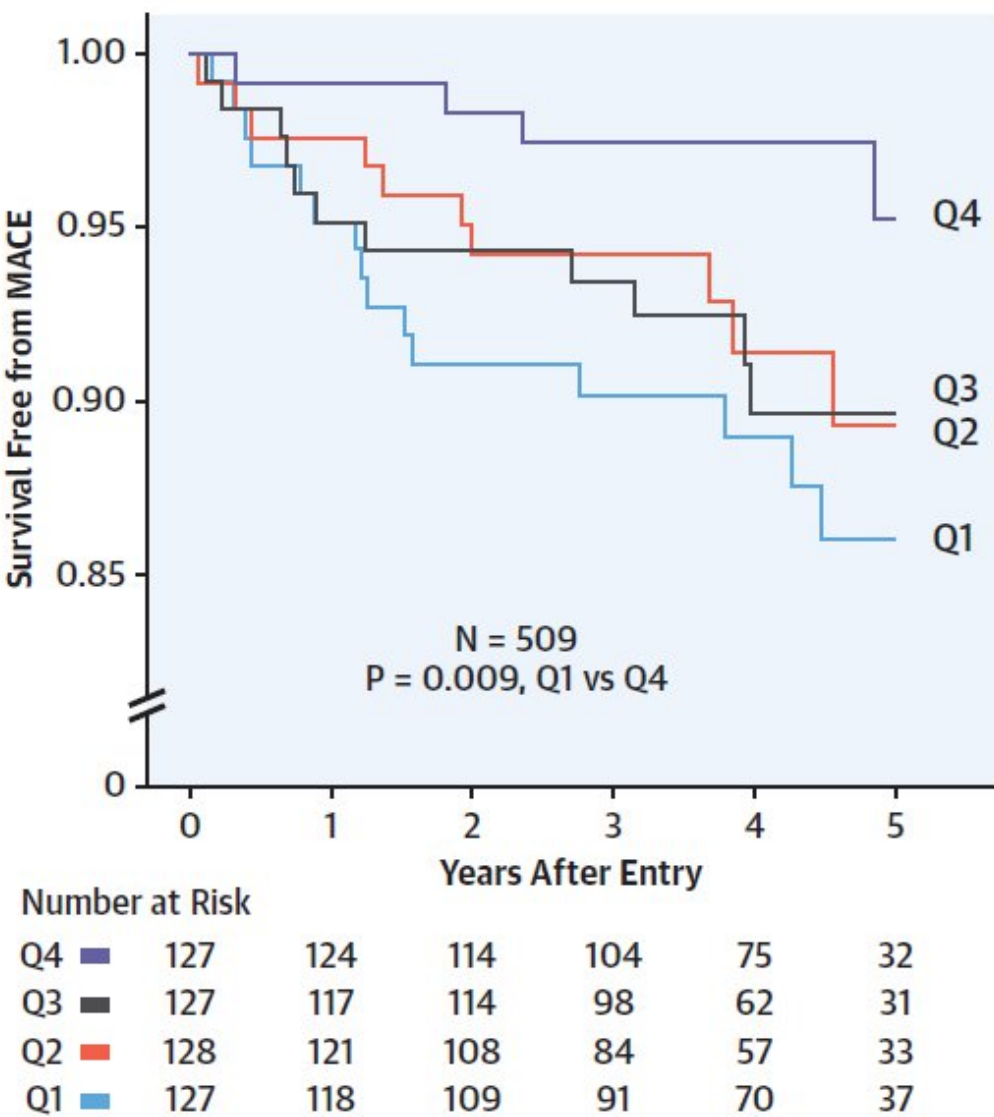 1.00
0.95
0.90
0.85
0
Survival Free from MACE
Q4
Q3
Q2
Q1
N = 509
P = 0.009, Q1 vs Q4
0 1 2 3 4 5
Years After Entry
Number at Risk
Q4 127 124 114 104 75 32
Q3 127 117 114 98 62 31
Q2 128 121 108 84 57 33
Q1 127 118 109 91 70 37